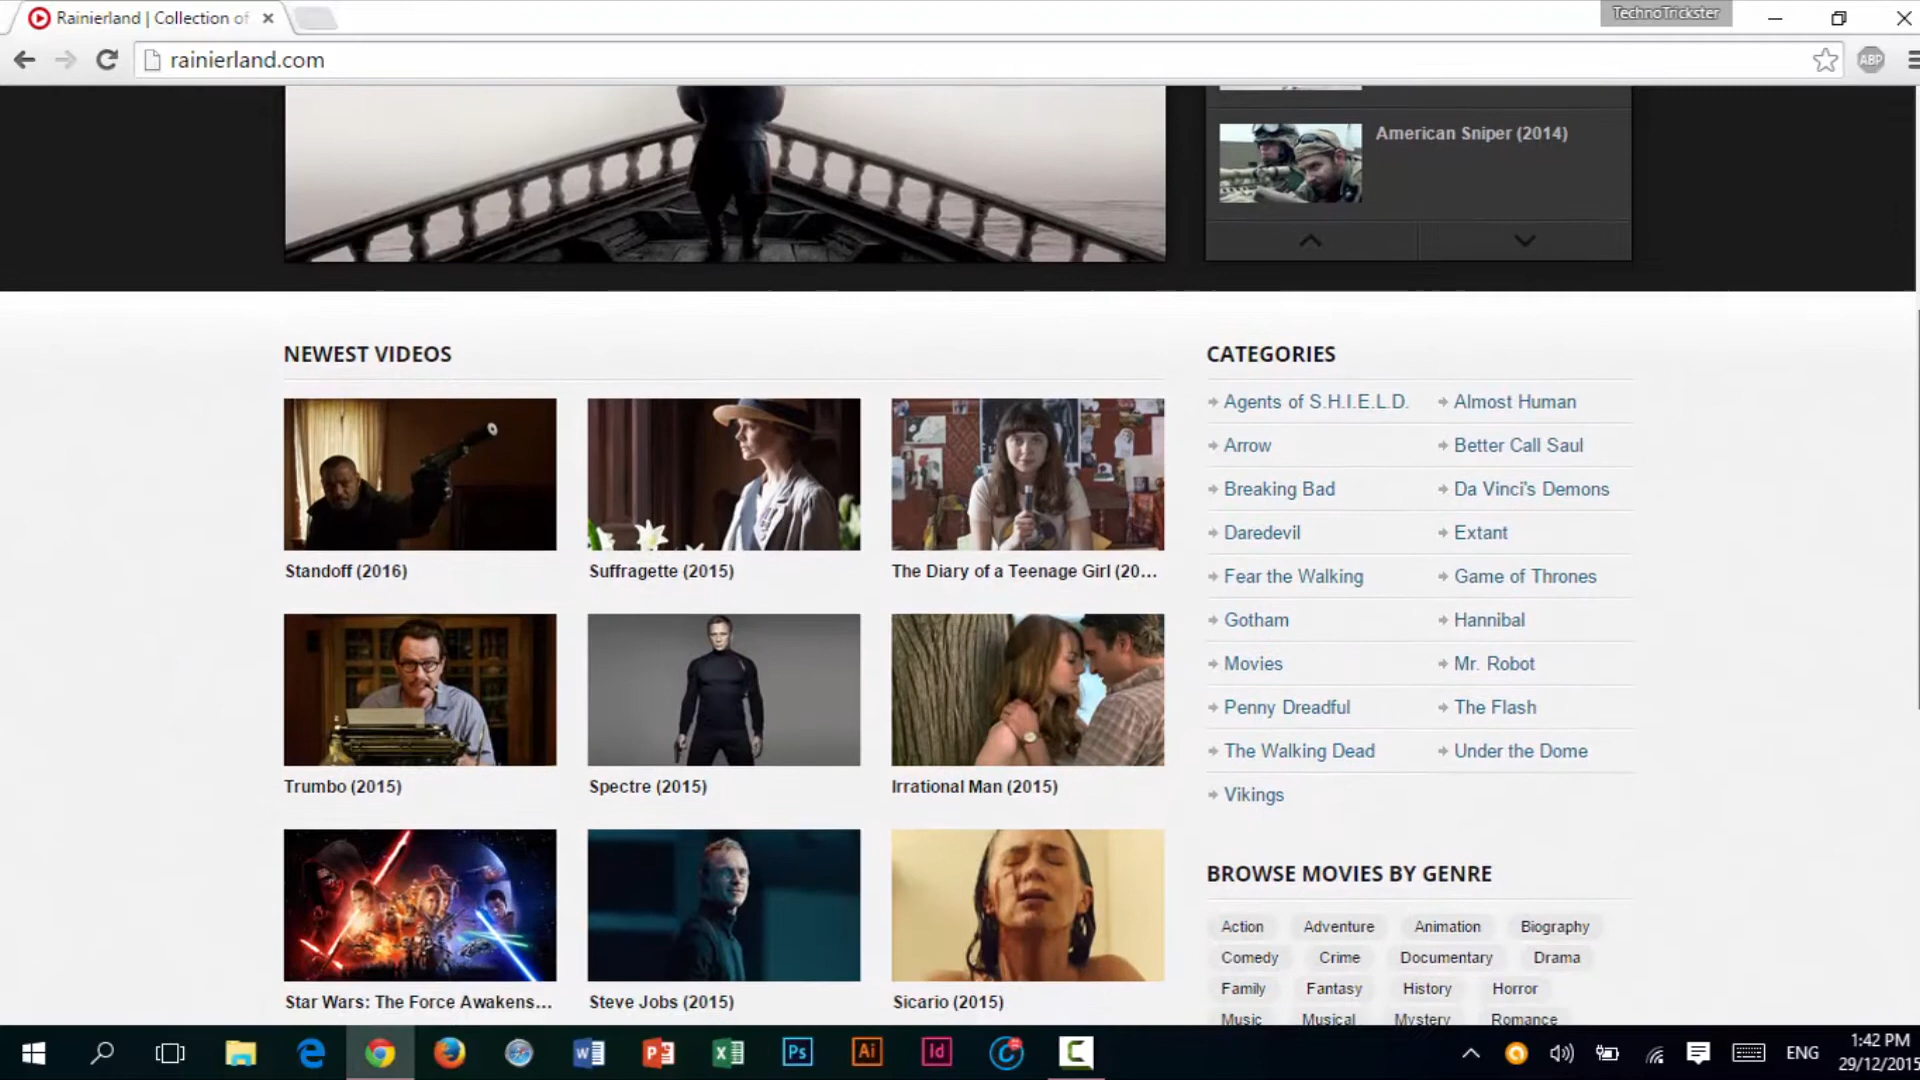 Rainierland | Collection of
TechnoTrickster
rainierland.com
ABP
American Sniper (2014)
NEWEST VIDEOS
Standoff (2016)
Suffragette (2015)
The Diary of a Teenage Girl (20...
Trumbo (2015)
Spectre (2015)
Irrational Man (2015)
Star Wars: The Force Awakens...
Steve Jobs (2015)
Sicario (2015)
CATEGORIES
Agents of S.H.I.E.L.D.
Almost Human
Arrow
Better Call Saul
Breaking Bad
Da Vinci's Demons
Daredevil
Extant
Fear the Walking
Game of Thrones
Gotham
Hannibal
Movies
Mr. Robot
Penny Dreadful
The Flash
The Walking Dead
Under the Dome
Vikings
BROWSE MOVIES BY GENRE
Action Adventure Animation Biography
Comedy Crime Documentary Drama
Family Fantasy History Horror
Music Musical Mystery Romance
Ps
Ai
Id
ENG
1:42 PM
29/12/2015